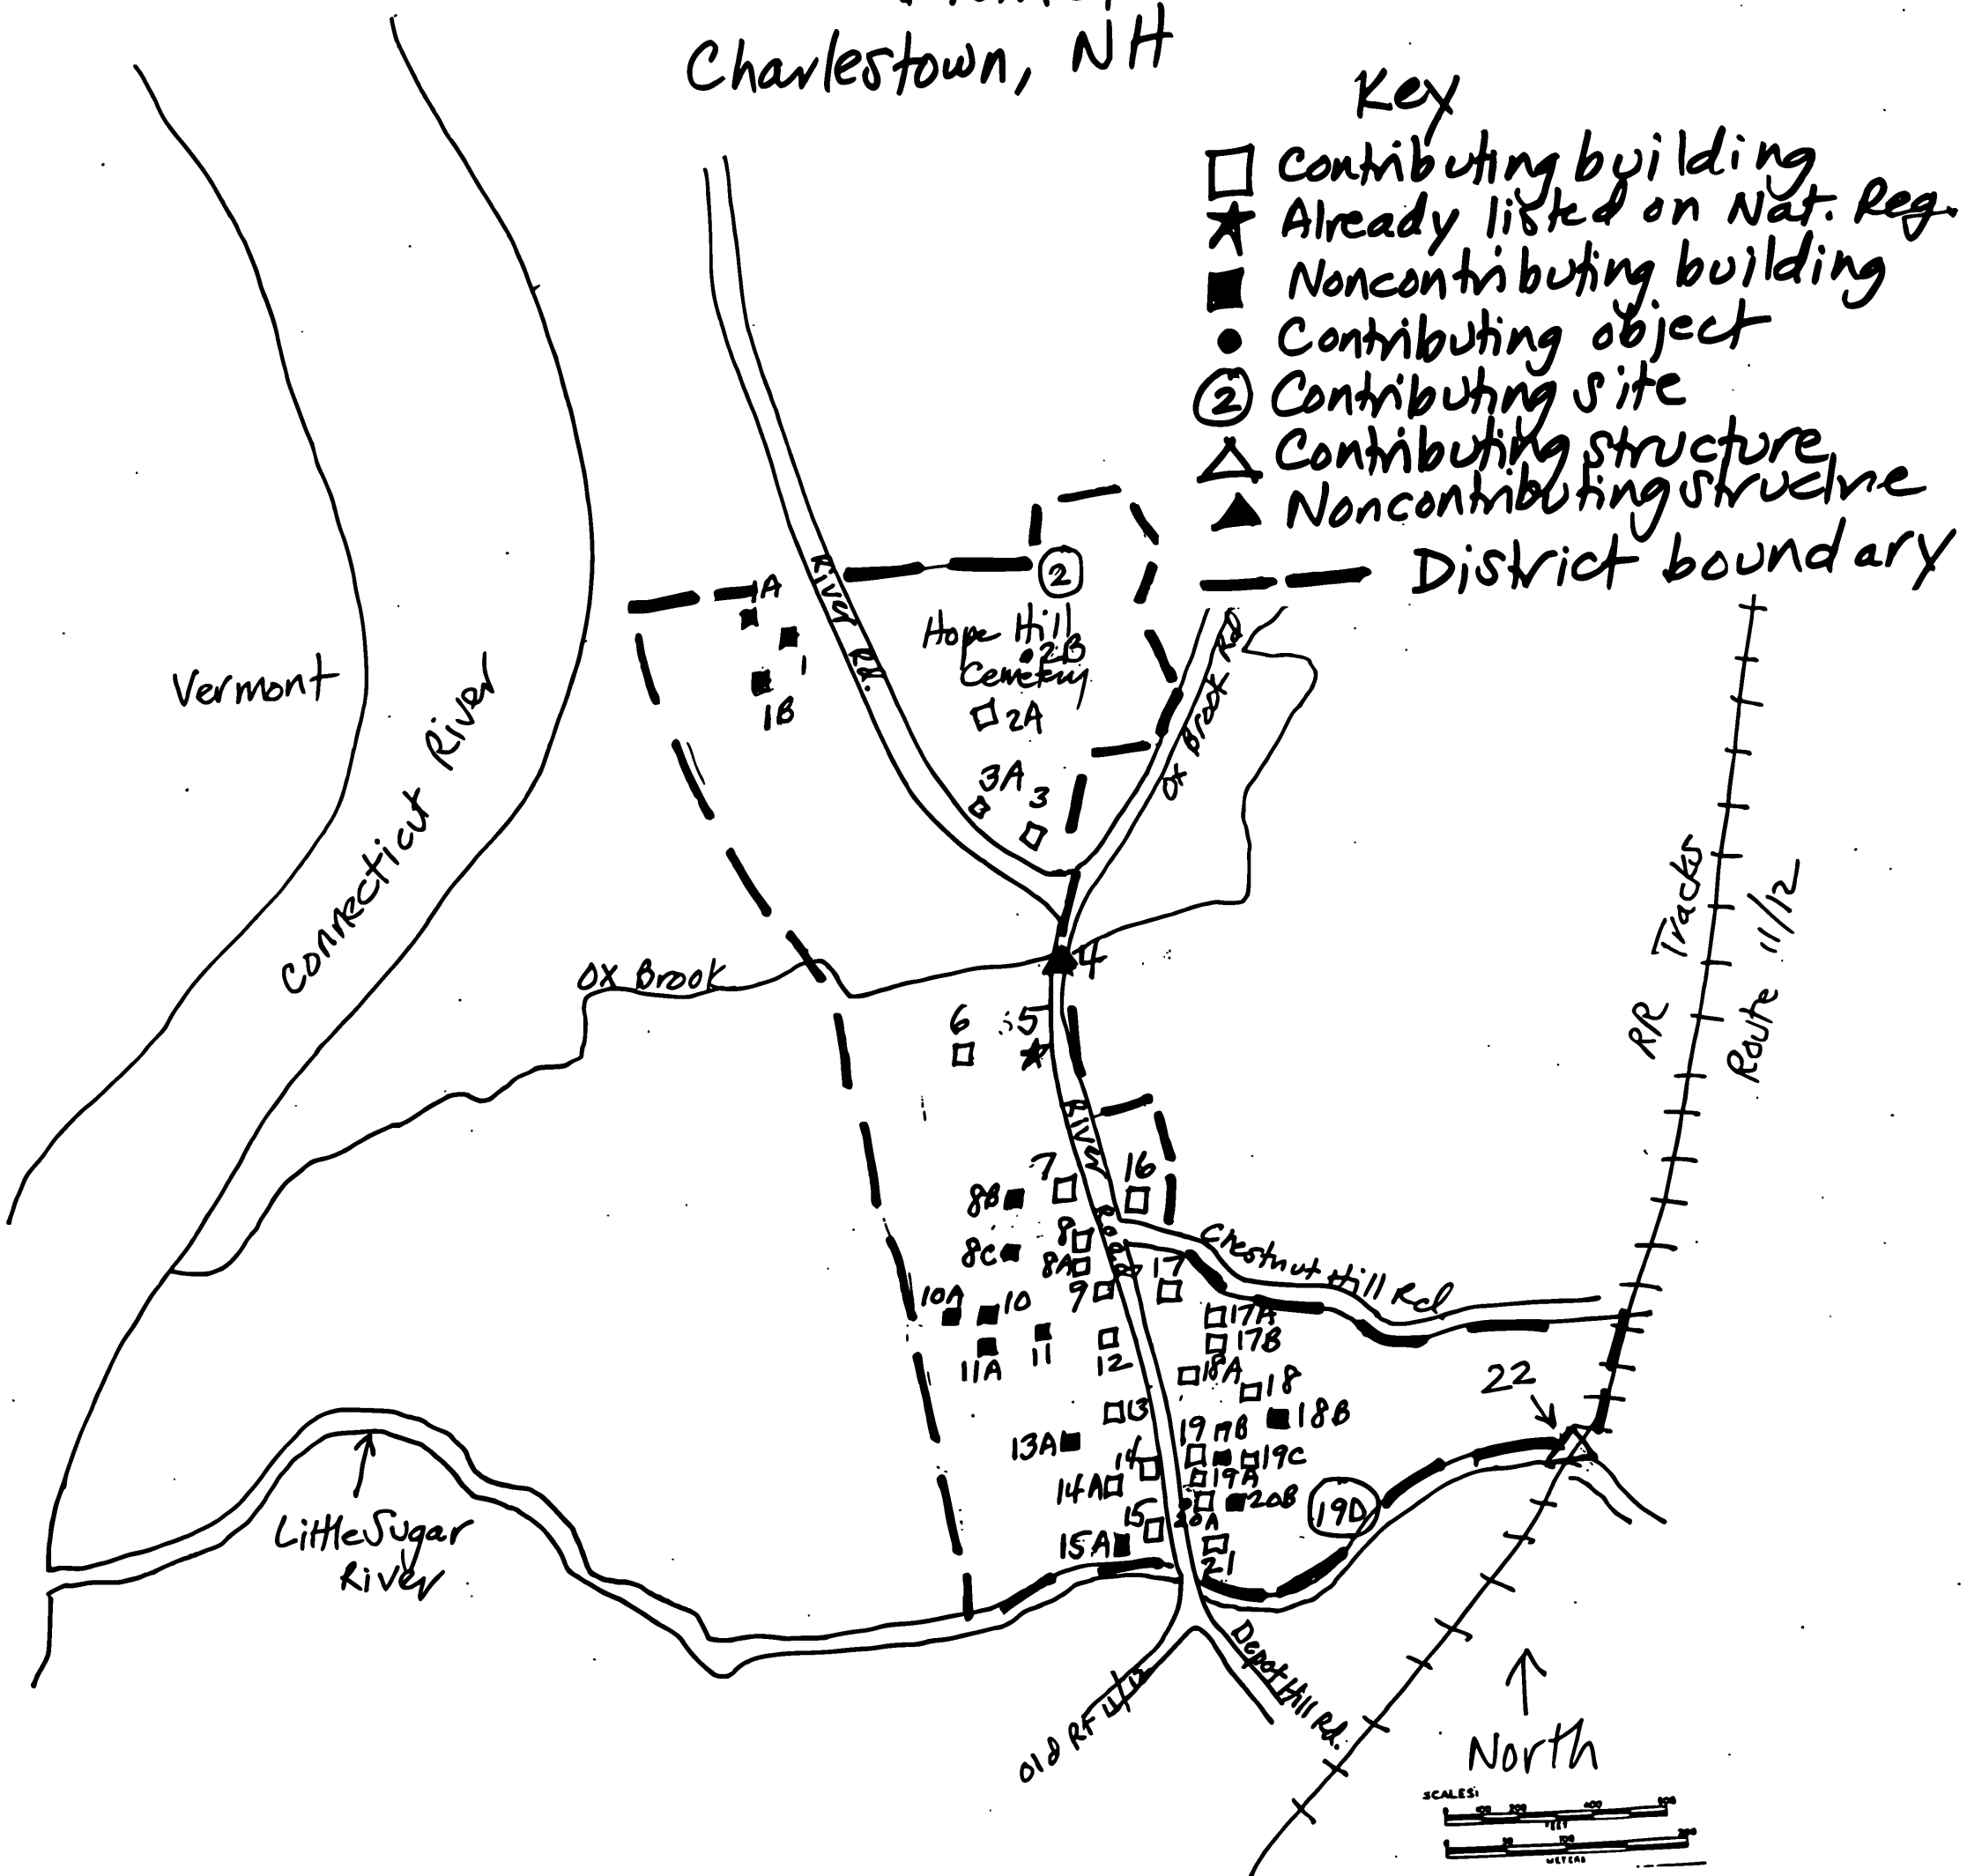 Charlestown, NH
Key
Contributing building
Already listed on Nat. Reg.
Noncontributing building
Contributing object
2 Contributing site
Contributing structure
Noncontributing structure
District boundary
Vermont
Connecticut River
1A
1
1B
River
Rd.
2
Hope Hill
2B
Cemetery
2A
3A
3
Ox Brook Rd
4
Ox Brook
6
5
River
7
16
8B
8
8C
8A
Chestnut Hill Rd
17
9
10A
10
17A
17B
11
11A
12
18A
18
22
13
18B
13A
19
19C
14
19A
14A
20B
19D
15
20A
15A
21
Little Sugar
River
Depot Hill Rd.
Old Rt 11/12
RR Tracks
Route 11/12
North
SCALES:
METERS